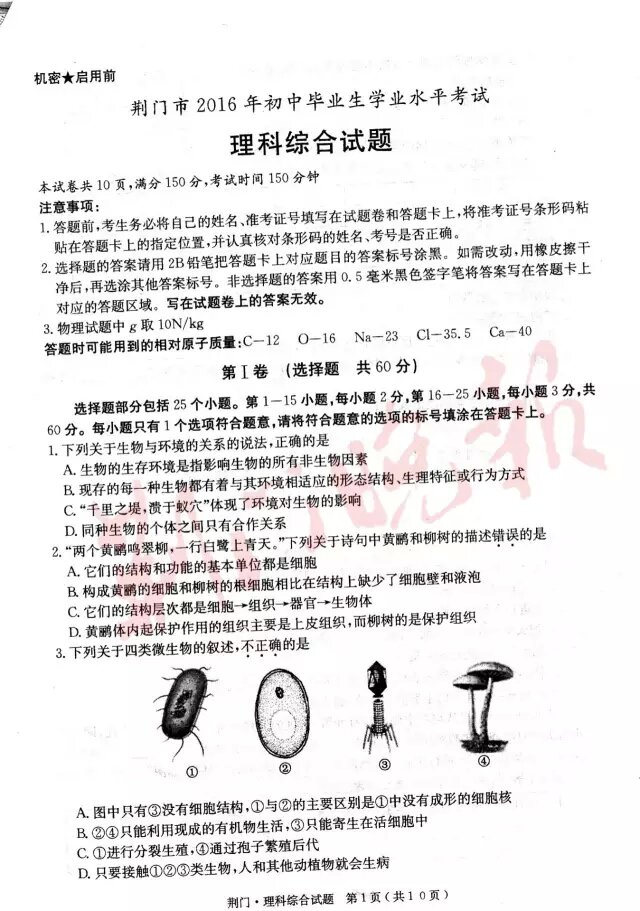 机密★启用前
荆门市2016年初中毕业生学业水平考试
理科综合试题
本试卷共10页,满分150分,考试时间150分钟
注意事项:
1.答题前,考生务必将自己的姓名、准考证号填写在试题卷和答题卡上,将准考证号条形码粘
贴在答题卡上的指定位置,并认真核对条形码的姓名、考号是否正确。
2.选择题的答案请用2B铅笔把答题卡上对应题目的答案标号涂黑。如需改动,用橡皮擦干
净后,再选涂其他答案标号。非选择题的答案用0.5毫米黑色签字笔将答案写在答题卡上
对应的答题区域。写在试题卷上的答案无效。
3.物理试题中g取10N/kg
答题时可能用到的相对原子质量:C-12 O-16 Na-23 Cl-35.5 Ca-40
第Ⅰ卷 (选择题 共60分)
选择题部分包括25个小题。第1-15小题,每小题2分,第16-25小题,每小题3分,共
60分。每小题只有1个选项符合题意,请将符合题意的选项的标号填涂在答题卡上。
1.下列关于生物与环境的关系的说法,正确的是
A.生物的生存环境是指影响生物的所有非生物因素
B.现存的每一种生物都有着与其环境相适应的形态结构、生理特征或行为方式
C.“千里之堤,溃于蚁穴”体现了环境对生物的影响
D.同种生物的个体之间只有合作关系
2.“两个黄鹂鸣翠柳,一行白鹭上青天。”下列关于诗句中黄鹂和柳树的描述错误的是
A.它们的结构和功能的基本单位都是细胞
B.构成黄鹂的细胞和柳树的根细胞相比在结构上缺少了细胞壁和液泡
C.它们的结构层次都是细胞→组织→器官→生物体
D.黄鹂体内起保护作用的组织主要是上皮组织,而柳树的是保护组织
3.下列关于四类微生物的叙述,不正确的是
① ② ③ ④
A.图中只有③没有细胞结构,①与②的主要区别是①中没有成形的细胞核
B.②④只能利用现成的有机物生活,③只能寄生在活细胞中
C.①进行分裂生殖,④通过孢子繁殖后代
D.只要接触①②③类生物,人和其他动植物就会生病
荆门·理科综合试题 第1页(共10页)
荆门晚报